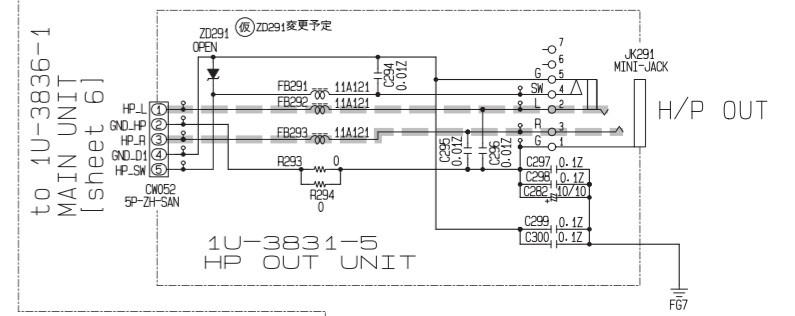 to 1U-3836-1
MAIN UNIT
[sheet 6]
ZD291
OPEN
仮 ZD291変更予定
C294
0.01Z
FB291 11A121
FB292 11A121
FB293 11A121
HP_L 1
GND_HP 2
HP_R 3
GND_D1 4
HP_SW 5
CW052
5P-ZH-SAN
R293 0
R294
0
C295
0.01Z
C296
0.01Z
7
6
G 5
SW 4
L 2
R 3
G 1
JK291
MINI-JACK
H/P OUT
C297 0.1Z
C298 0.1Z
C282 10/10
+
C299 0.1Z
C300 0.1Z
1U-3831-5
HP OUT UNIT
FG7